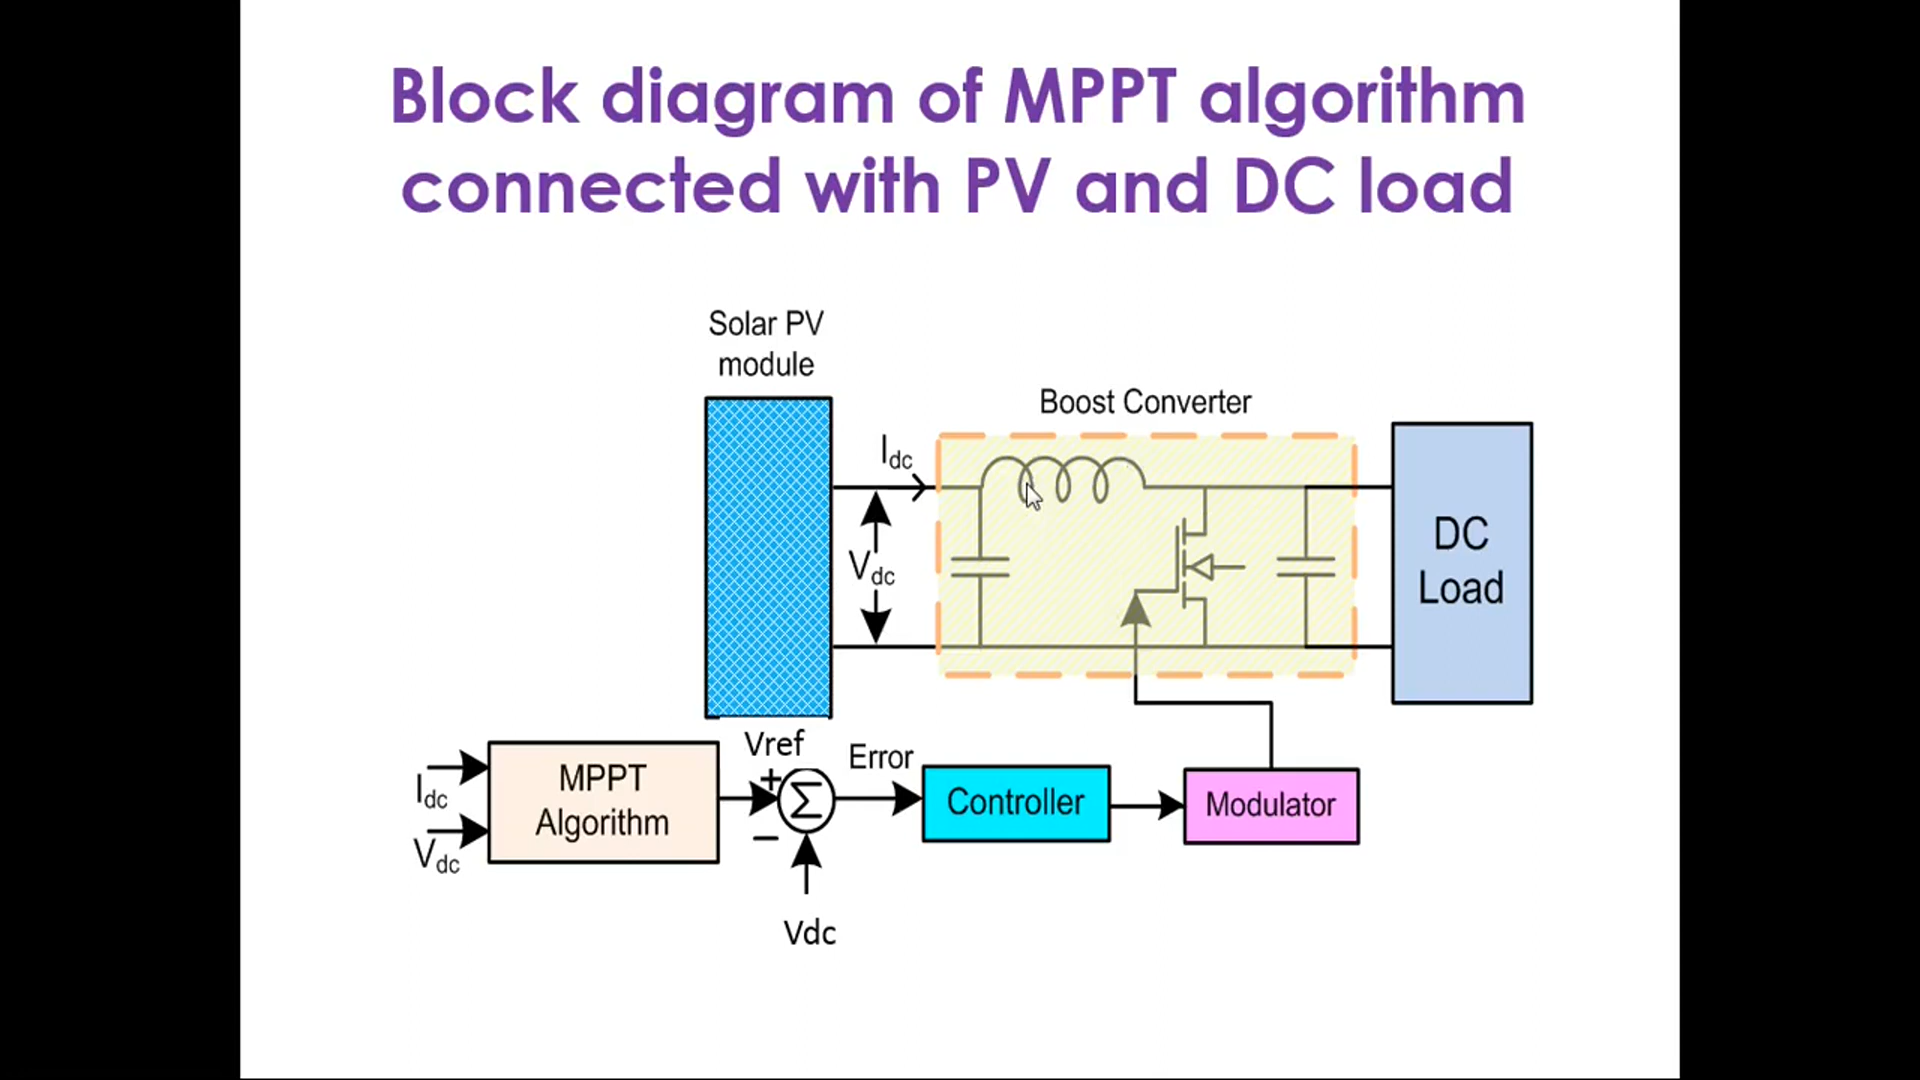 Block diagram of MPPT algorithm
connected with PV and DC load
Solar PV
module
Boost Converter
Idc
Vdc
DC
Load
Vref
Error
Idc
Vdc
MPPT
Algorithm
+
Σ
−
Controller
Modulator
Vdc